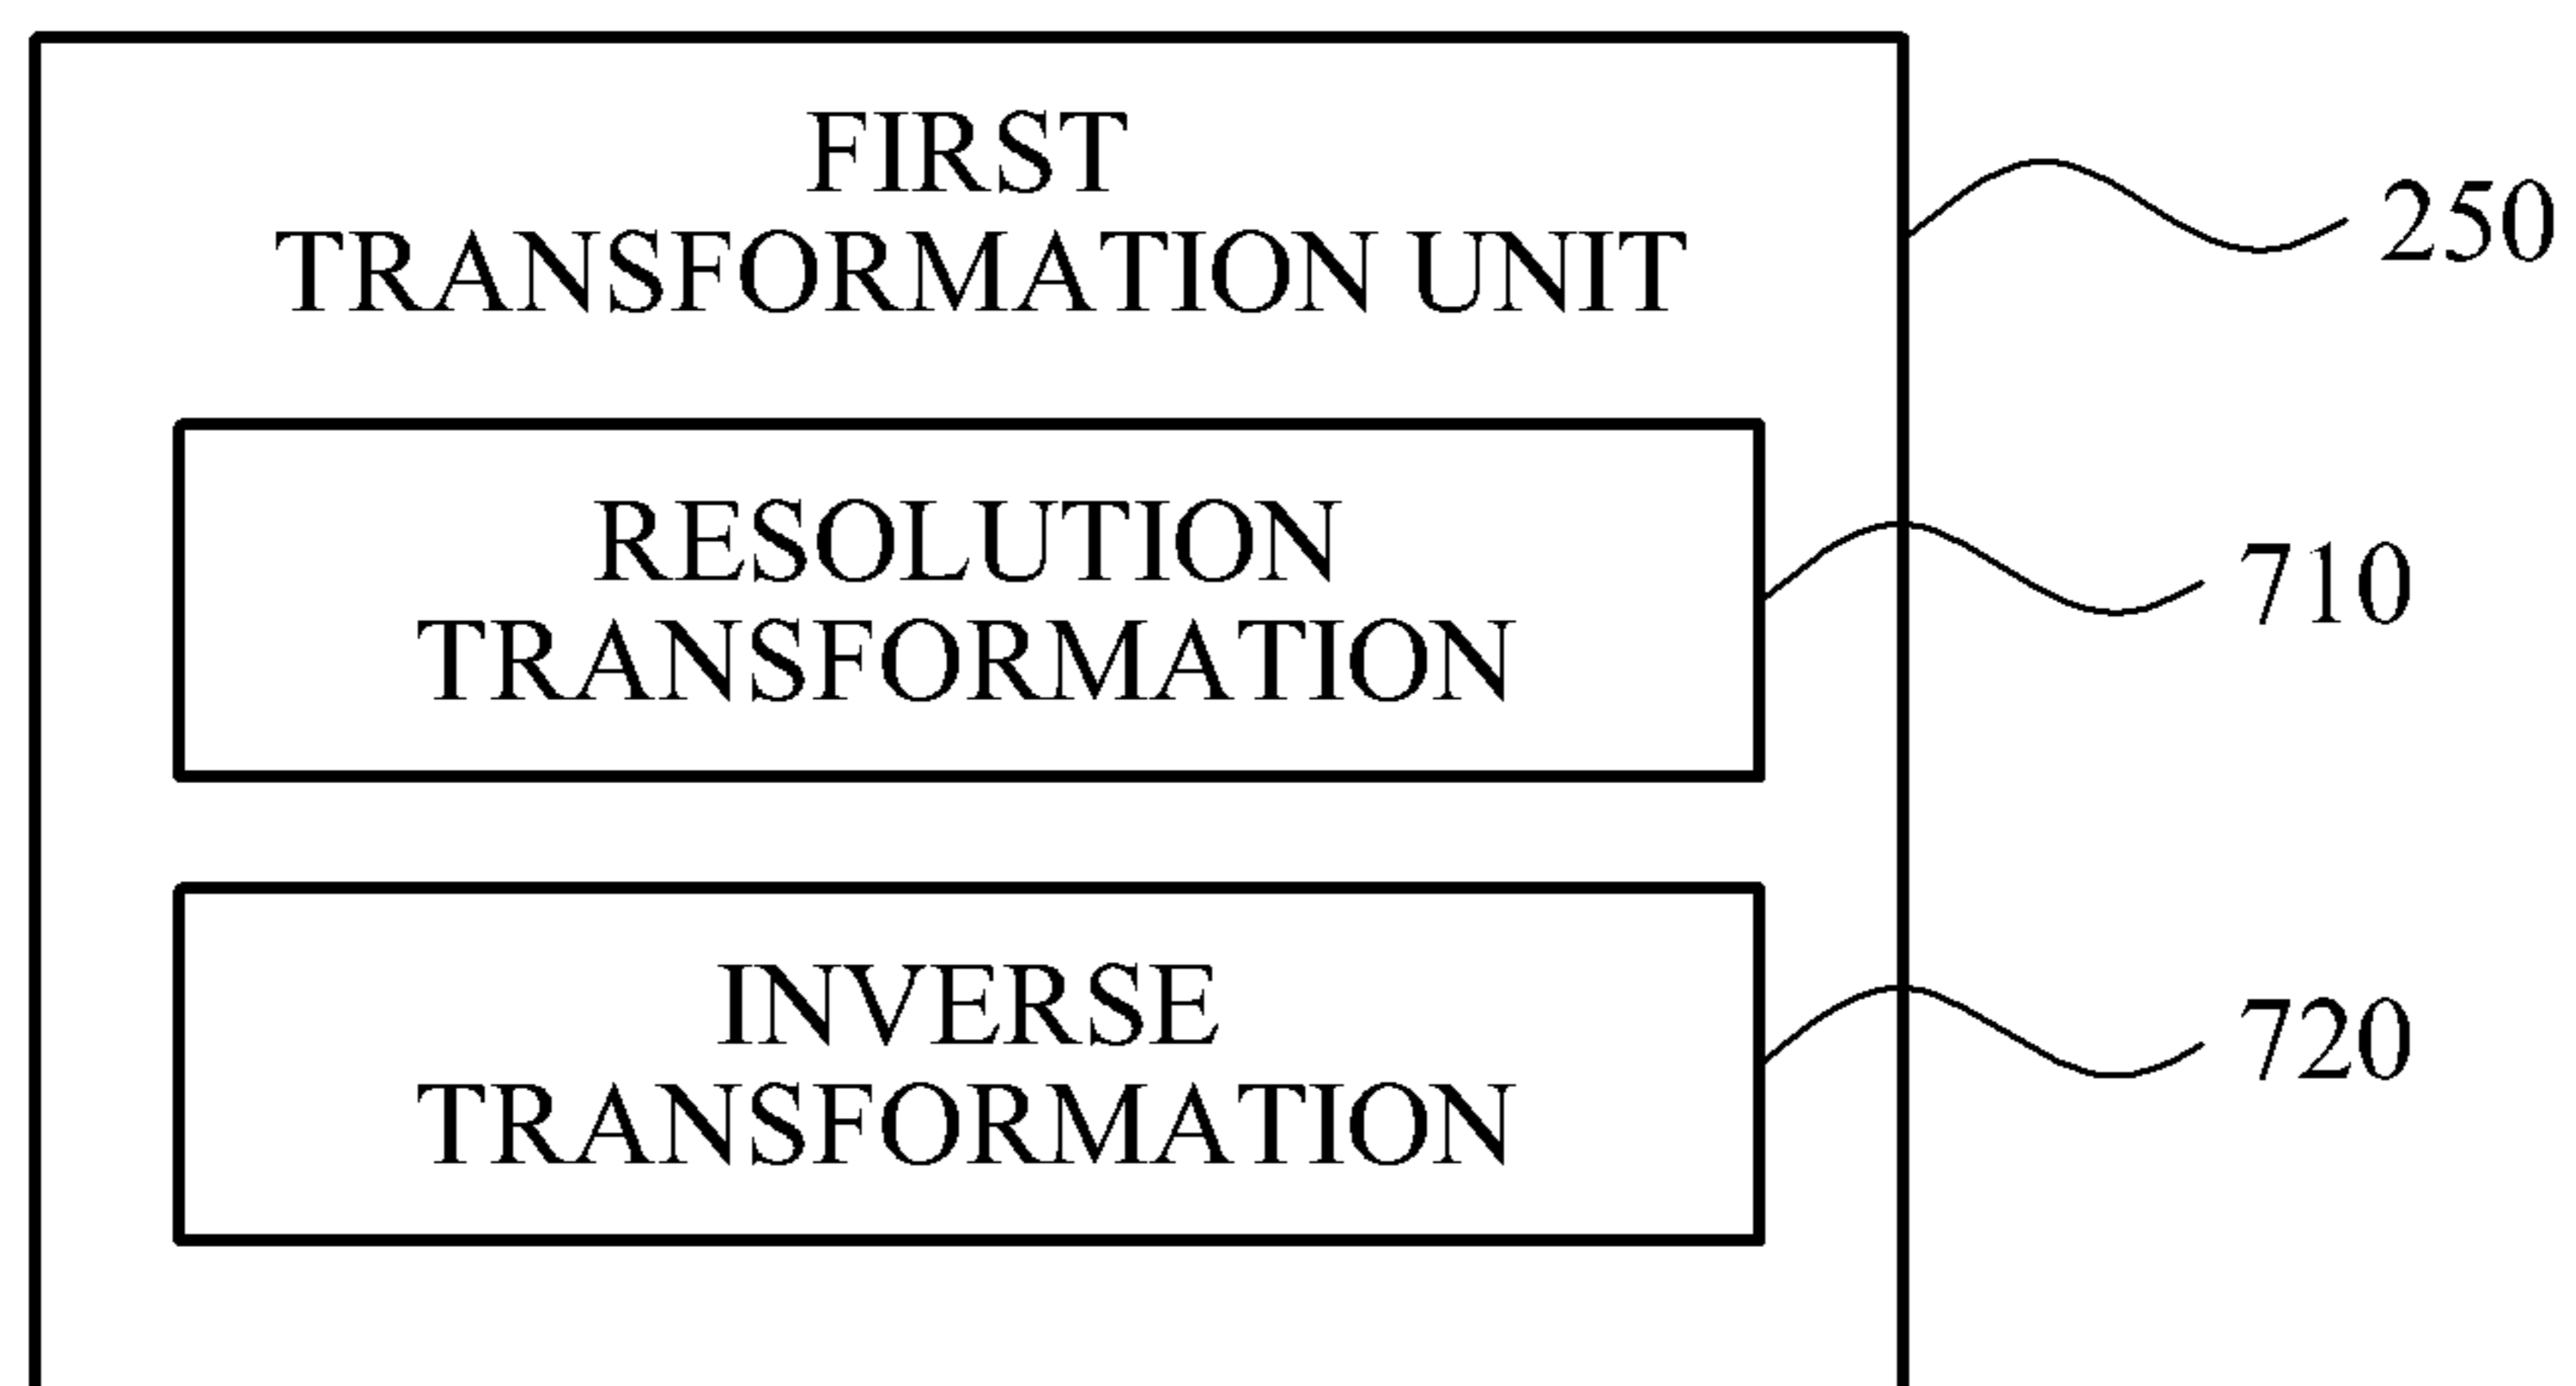 FIRST
TRANSFORMATION UNIT
250
RESOLUTION
TRANSFORMATION
710
INVERSE
TRANSFORMATION
720